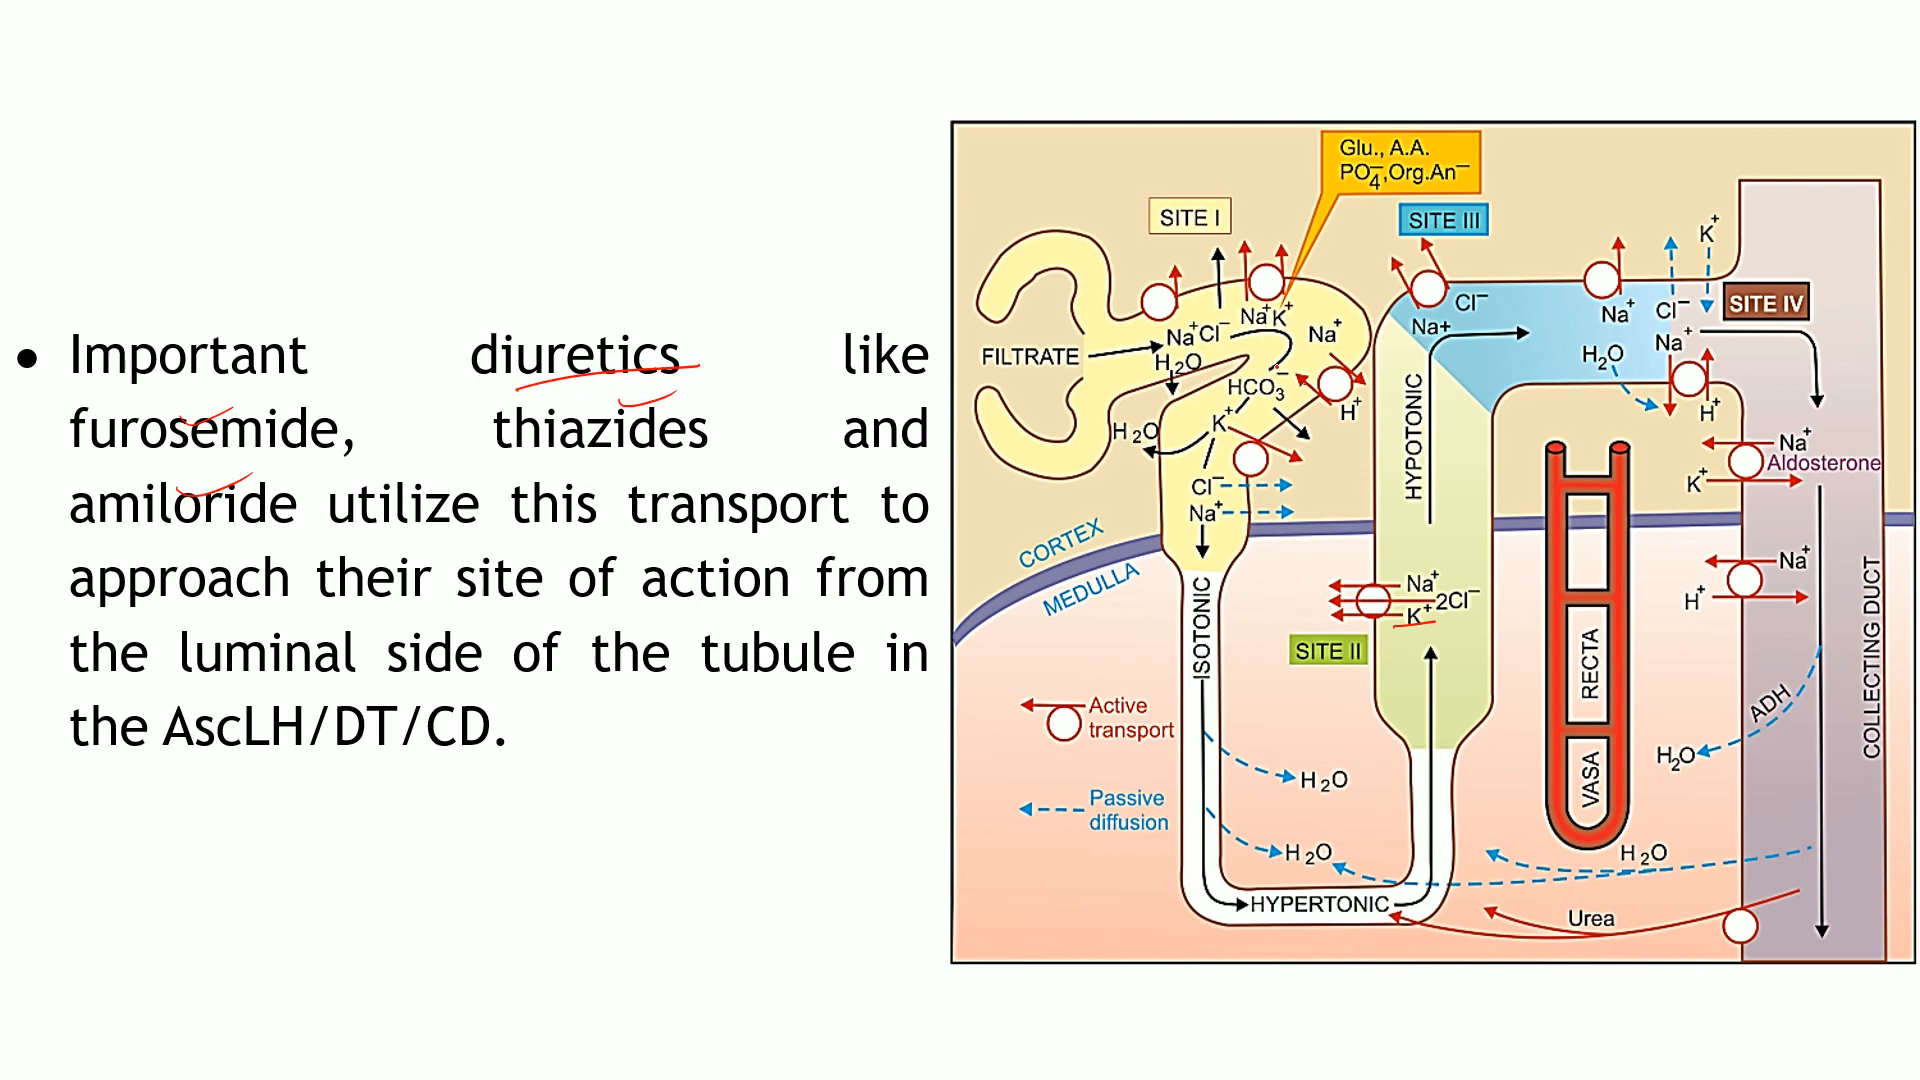 • Important diuretics like
furosemide, thiazides and
amiloride utilize this transport to
approach their site of action from
the luminal side of the tubule in
the AscLH/DT/CD.
Glu., A.A.
PO₄⁻,Org.An⁻
SITE I
SITE III
K⁺
Cl⁻
Na⁺
Cl⁻
SITE IV
Na⁺K⁺
Na⁺
Na+
Na⁺Cl⁻
Na⁺
FILTRATE
H₂O
H₂O
HCO₃⁻
H⁺
H⁺
K⁺
H₂O
HYPOTONIC
Na⁺
Aldosterone
K⁺
Cl⁻
Na⁺
CORTEX
MEDULLA
ISOTONIC
Na⁺
K⁺
2Cl⁻
Na⁺
H⁺
SITE II
RECTA
VASA
COLLECTING DUCT
Active
transport
ADH
H₂O
Passive
diffusion
H₂O
H₂O
H₂O
HYPERTONIC
Urea